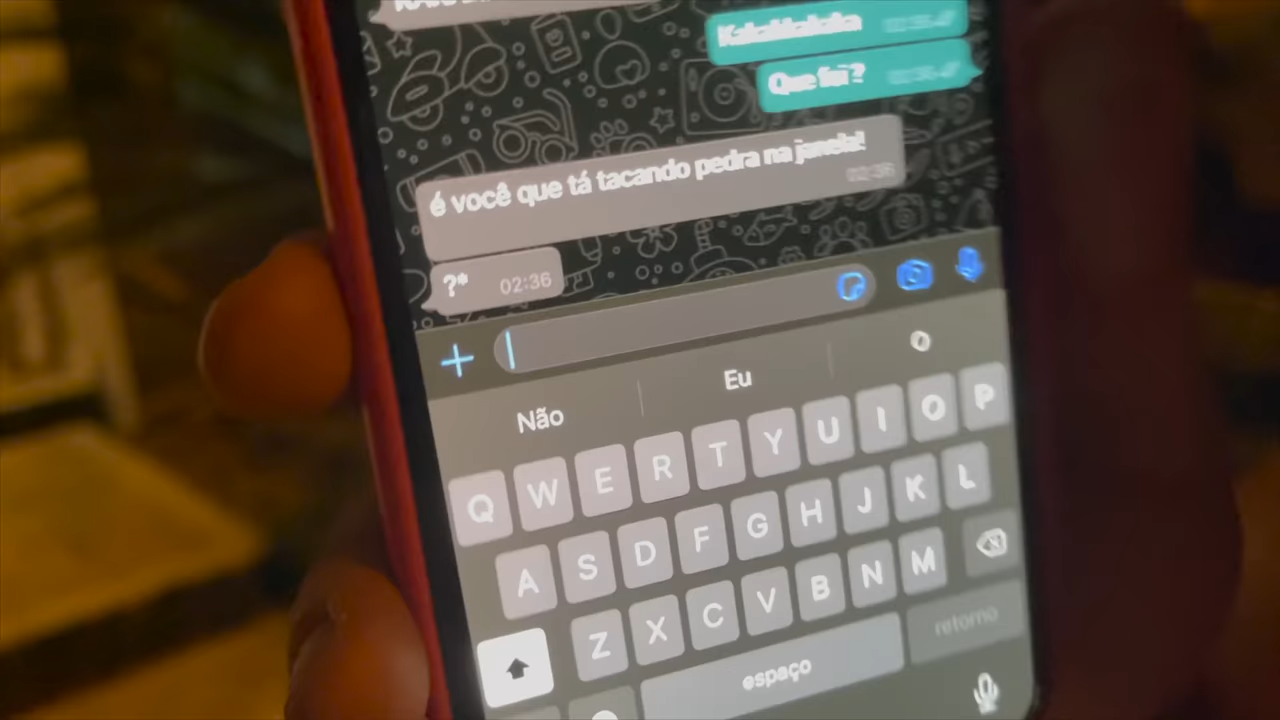 Que foi ?
é você que tá tacando pedra na janela!
02:36
?*
02:36
Não
Eu
O
Q W E R T Y U I O P
A S D F G H J K L
Z X C V B N M
espaço
retorno